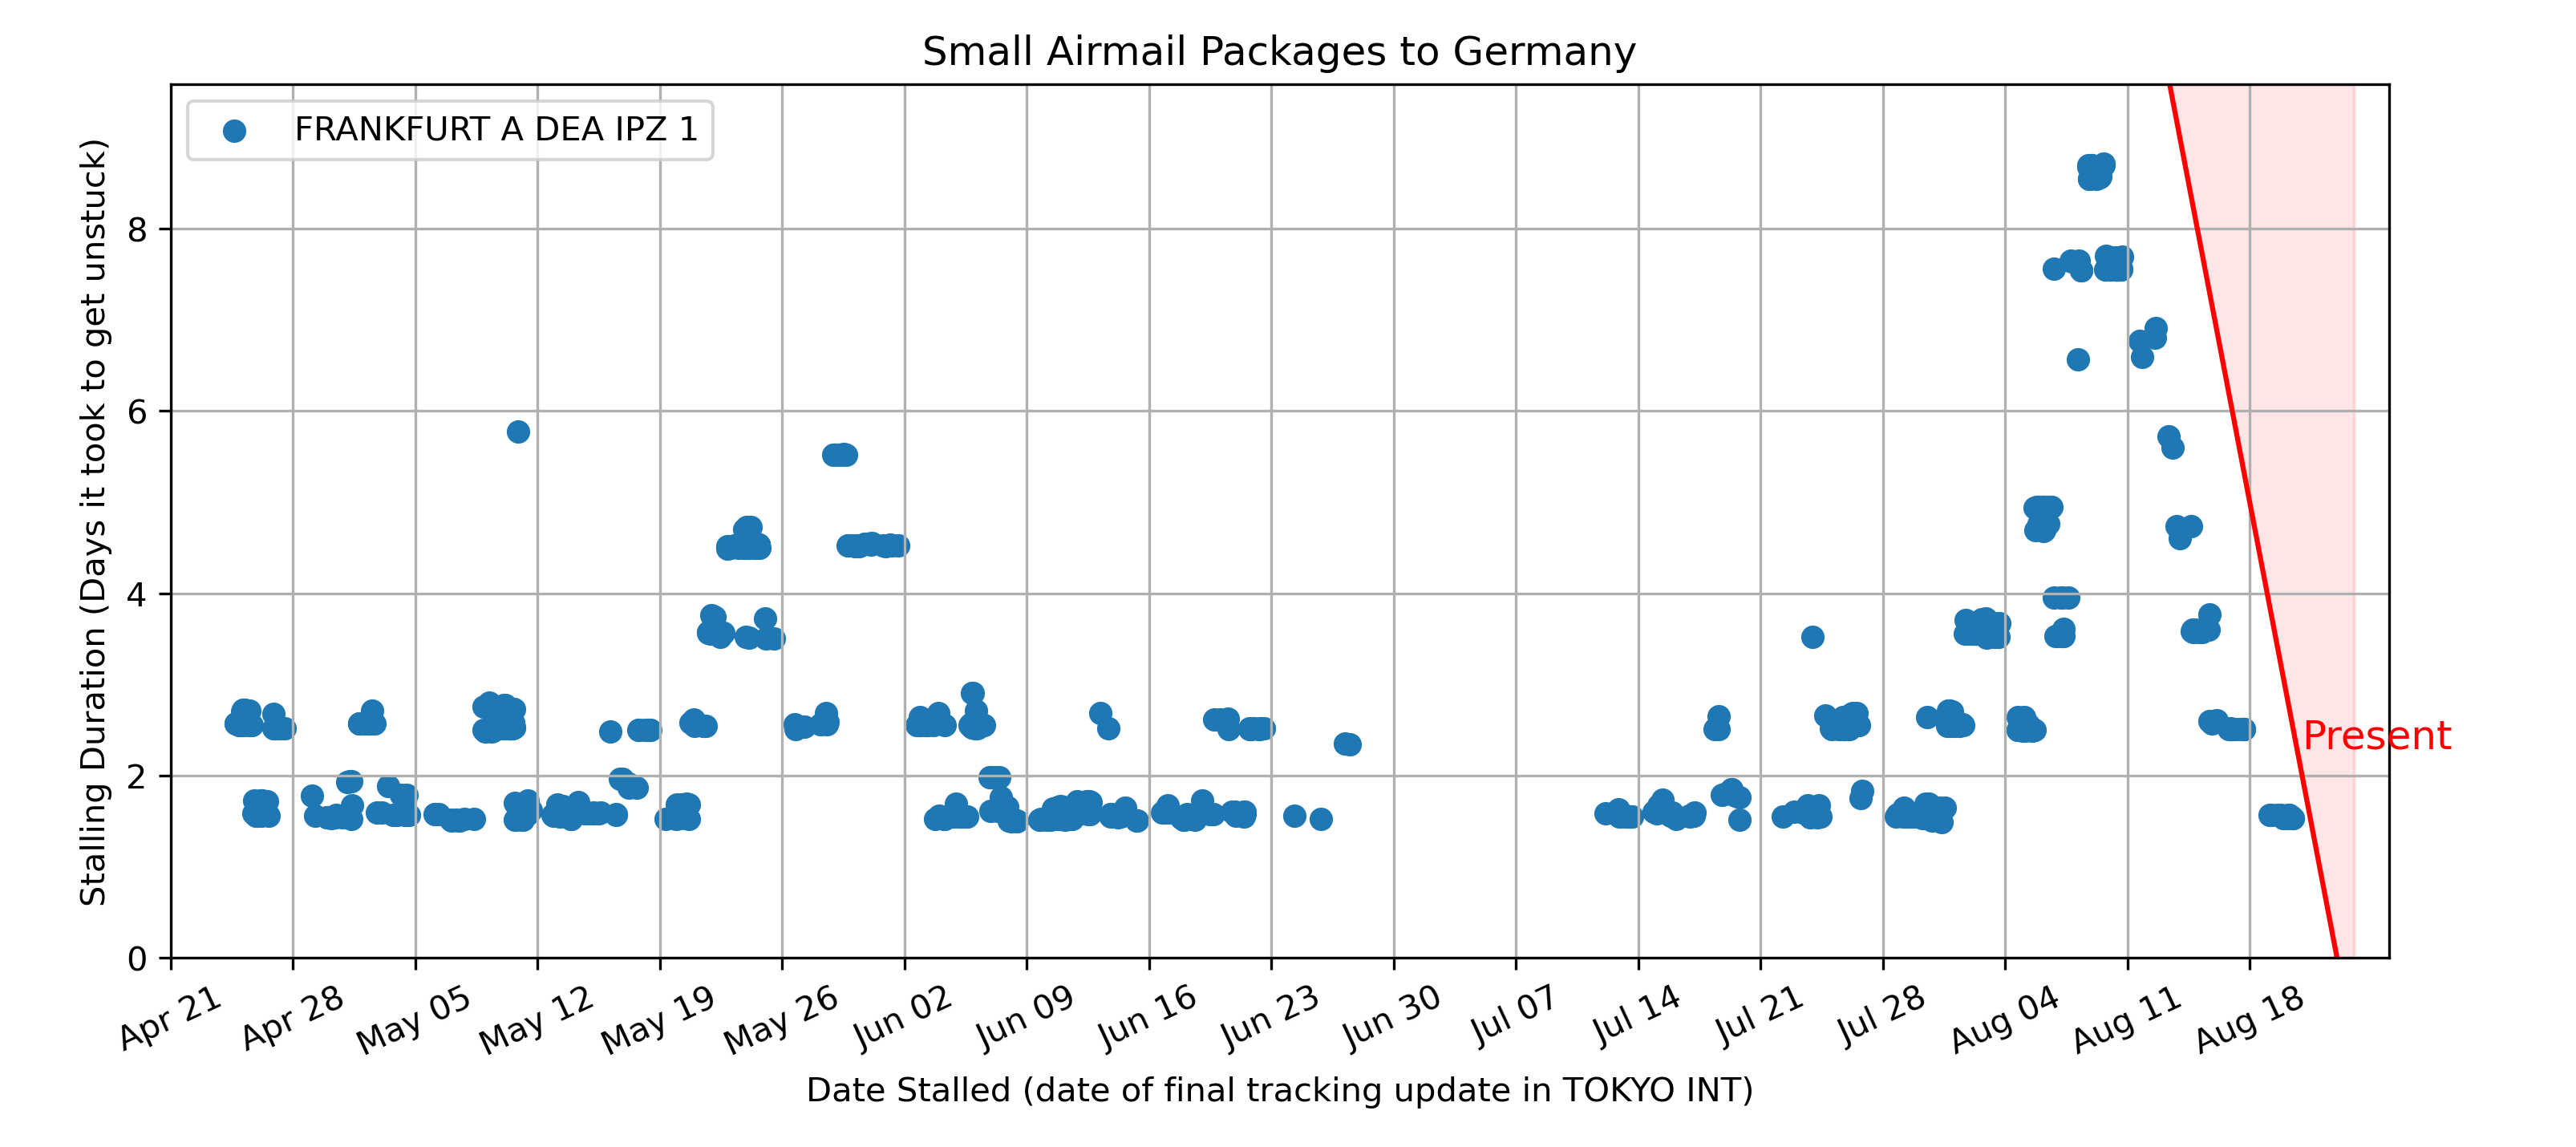 Small Airmail Packages to Germany
FRANKFURT A DEA IPZ 1
Stalling Duration (Days it took to get unstuck)
8
6
4
2
0
Present
Apr 21
Apr 28
May 05
May 12
May 19
May 26
Jun 02
Jun 09
Jun 16
Jun 23
Jun 30
Jul 07
Jul 14
Jul 21
Jul 28
Aug 04
Aug 11
Aug 18
Date Stalled (date of final tracking update in TOKYO INT)